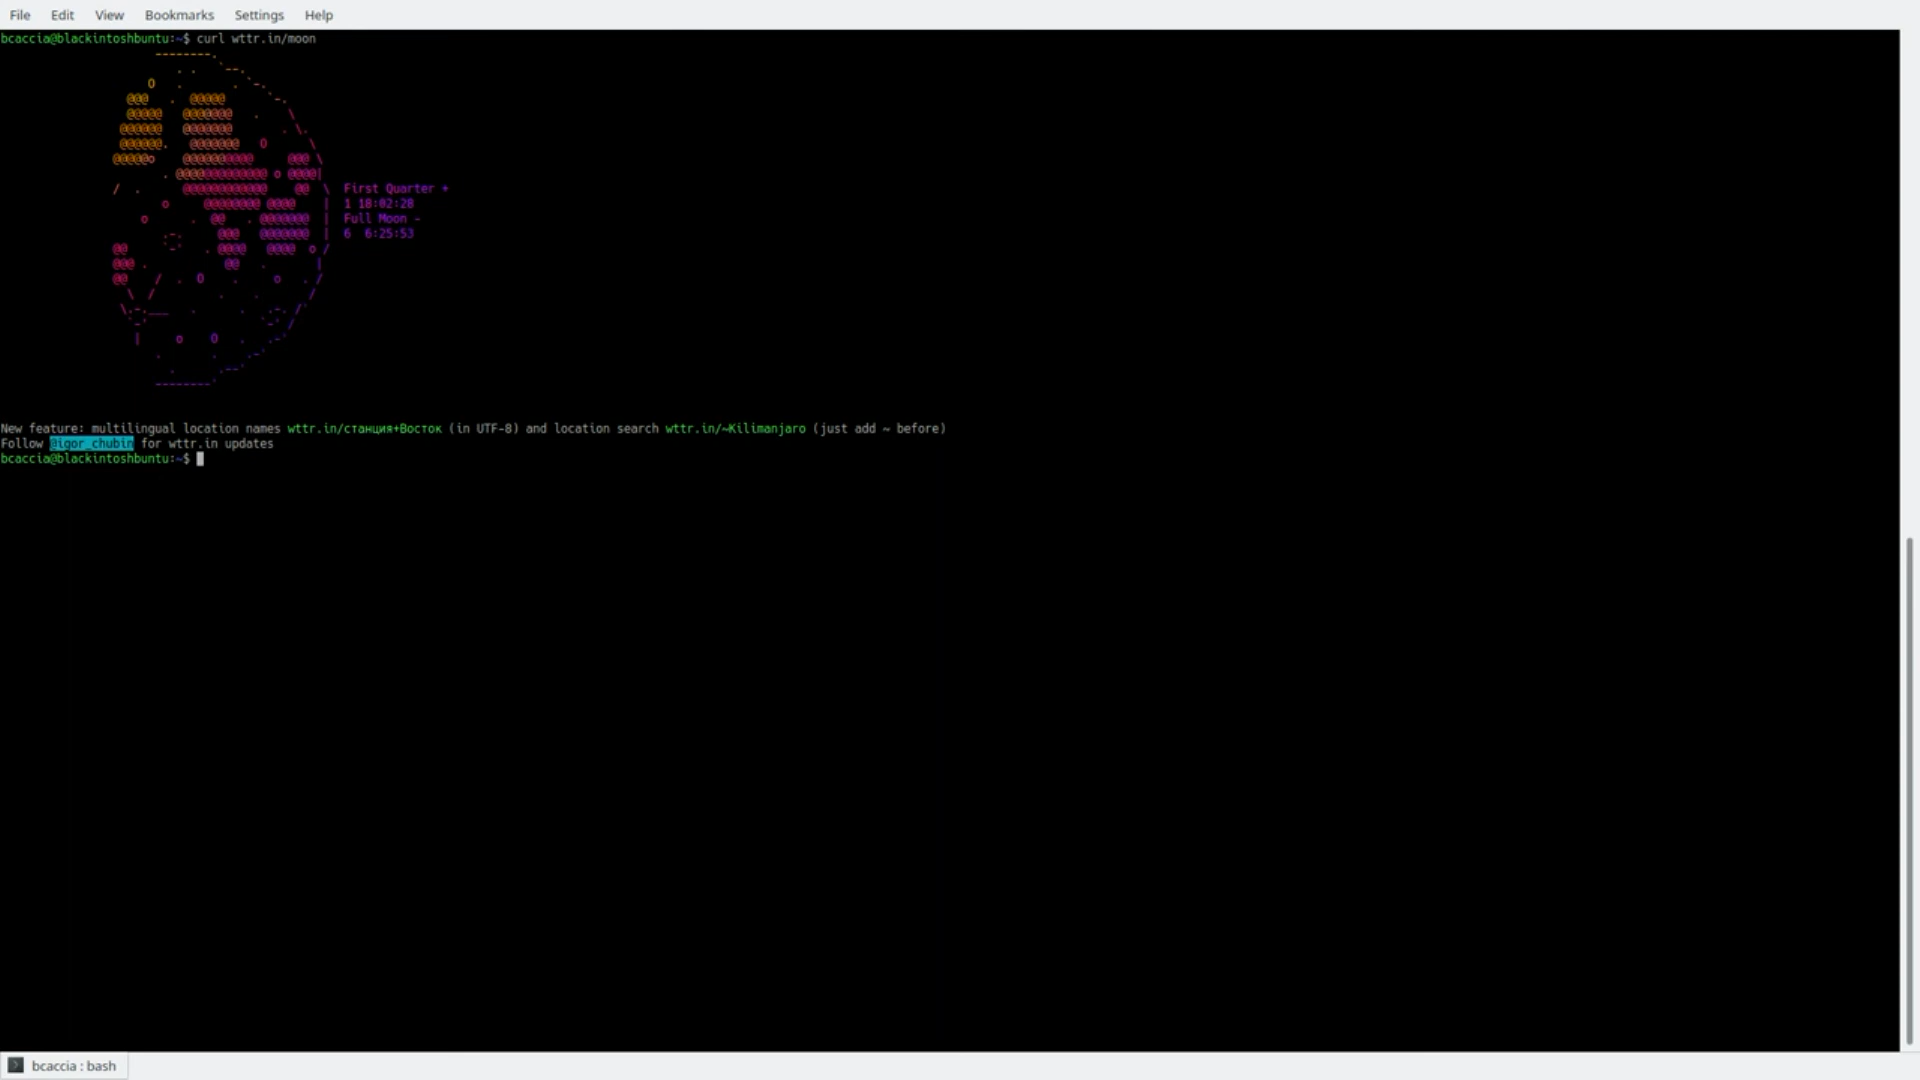 File Edit View Bookmarks Settings Help
bcaccia@blackintoshbuntu:~$ curl wttr.in/moon
First Quarter +
1 18:02:28
Full Moon -
6  6:25:53
New feature: multilingual location names wttr.in/станция+Восток (in UTF-8) and location search wttr.in/~Kilimanjaro (just add ~ before)
Follow @igor_chubin for wttr.in updates
bcaccia@blackintoshbuntu:~$
bcaccia : bash